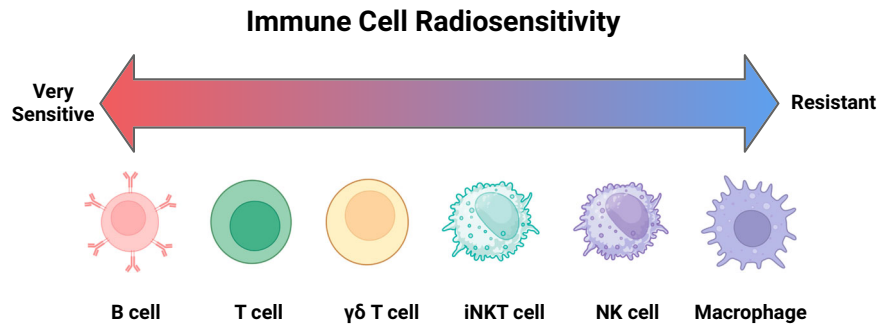 Immune Cell Radiosensitivity
Very
Sensitive
Resistant
B cell
T cell
γδ T cell
iNKT cell
NK cell
Macrophage